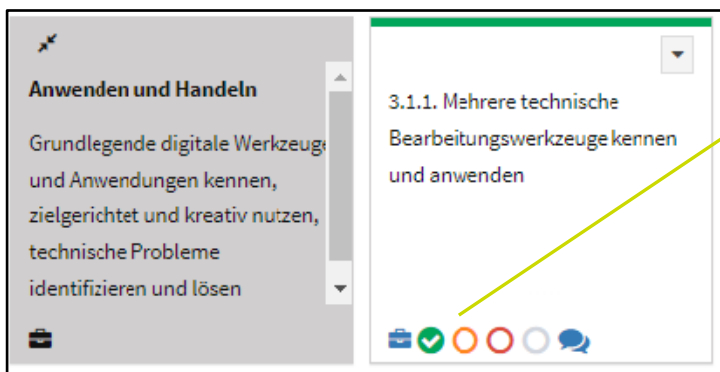 Anwenden und Handeln
Grundlegende digitale Werkzeuge
und Anwendungen kennen,
zielgerichtet und kreativ nutzen,
technische Probleme
identifizieren und lösen
3.1.1. Mehrere technische
Bearbeitungswerkzeuge kennen
und anwenden